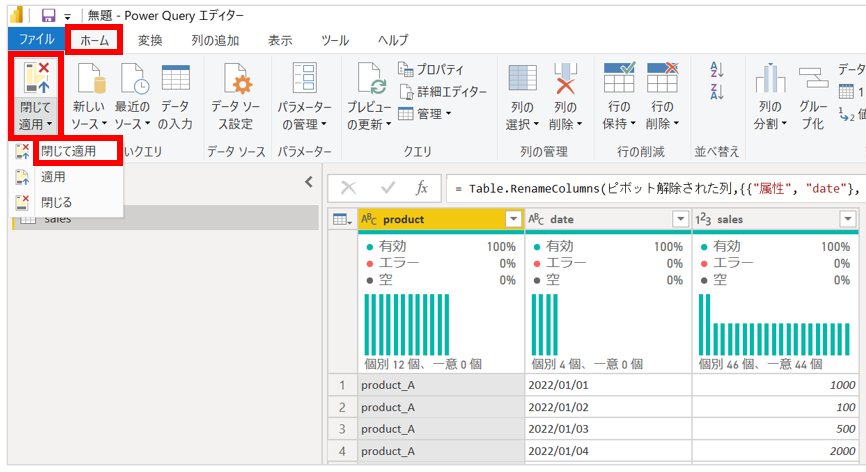 無題 - Power Query エディター
ファイル ホーム 変換 列の追加 表示 ツール ヘルプ
閉じて適用
新しいソース
最近のソース
データの入力
データ ソース設定
パラメーターの管理
プレビューの更新
プロパティ
詳細エディター
管理
列の選択
列の削除
行の保持
行の削除
列の分割
グループ化
データ
1
いクエリ データ ソース パラメーター クエリ 列の管理 行の削減 並べ替え
閉じて適用
適用
閉じる
sales
fx = Table.RenameColumns(ピボット解除された列,{{"属性", "date"},
ABC product ABC date 123 sales
有効 100% 有効 100% 有効 100%
エラー 0% エラー 0% エラー 0%
空 0% 空 0% 空 0%
個別 12 個、一意 0 個 個別 4 個、一意 0 個 個別 46 個、一意 44 個
1 product_A 2022/01/01 1000
2 product_A 2022/01/02 100
3 product_A 2022/01/03 500
4 product_A 2022/01/04 2000